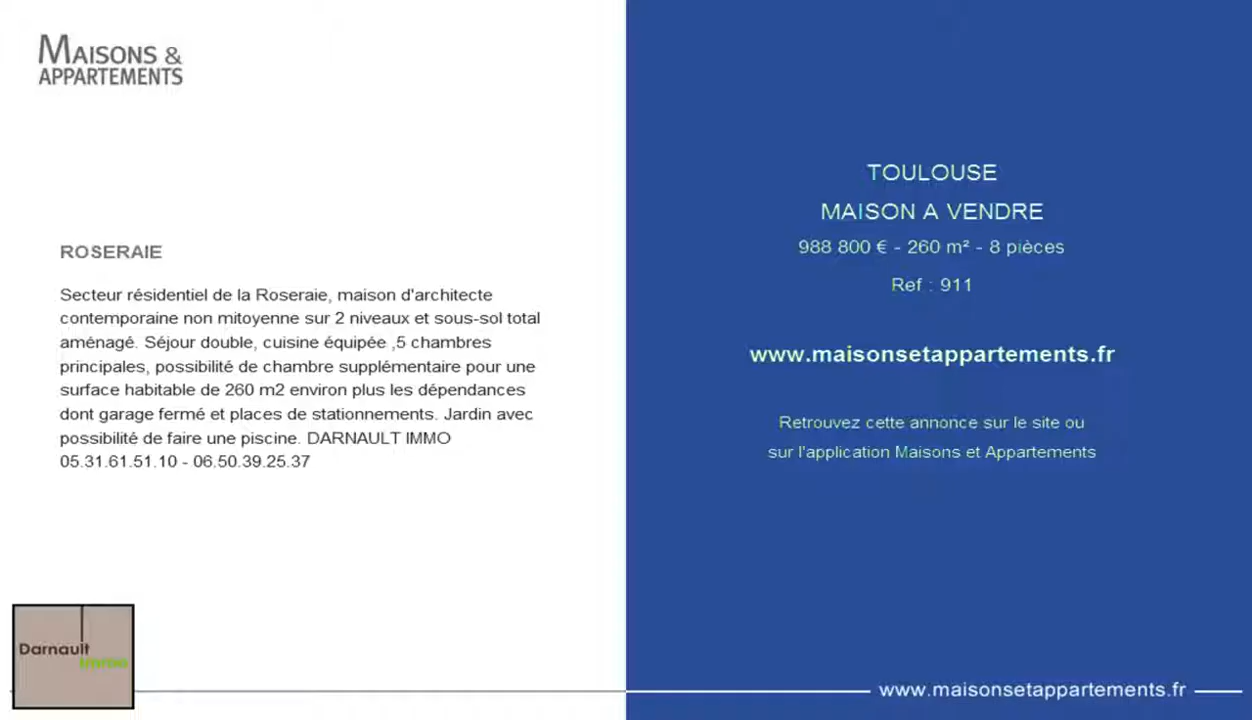 MAISONS &
APPARTEMENTS
ROSERAIE
Secteur résidentiel de la Roseraie, maison d'architecte
contemporaine non mitoyenne sur 2 niveaux et sous-sol total
aménagé. Séjour double, cuisine équipée ,5 chambres
principales, possibilité de chambre supplémentaire pour une
surface habitable de 260 m2 environ plus les dépendances
dont garage fermé et places de stationnements. Jardin avec
possibilité de faire une piscine. DARNAULT IMMO
05.31.61.51.10 - 06.50.39.25.37
Darnault
immo
TOULOUSE
MAISON A VENDRE
988 800 € - 260 m² - 8 pièces
Ref : 911
www.maisonsetappartements.fr
Retrouvez cette annonce sur le site ou
sur l'application Maisons et Appartements
www.maisonsetappartements.fr